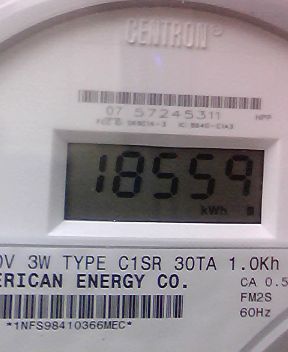 CENTRON®
07 57245311 HPP
18559
kWh
0V 3W TYPE C1SR 30TA 1.0Kh
ERICAN ENERGY CO. CA 0.5
FM2S
60Hz
*1NFS98410366MEC*